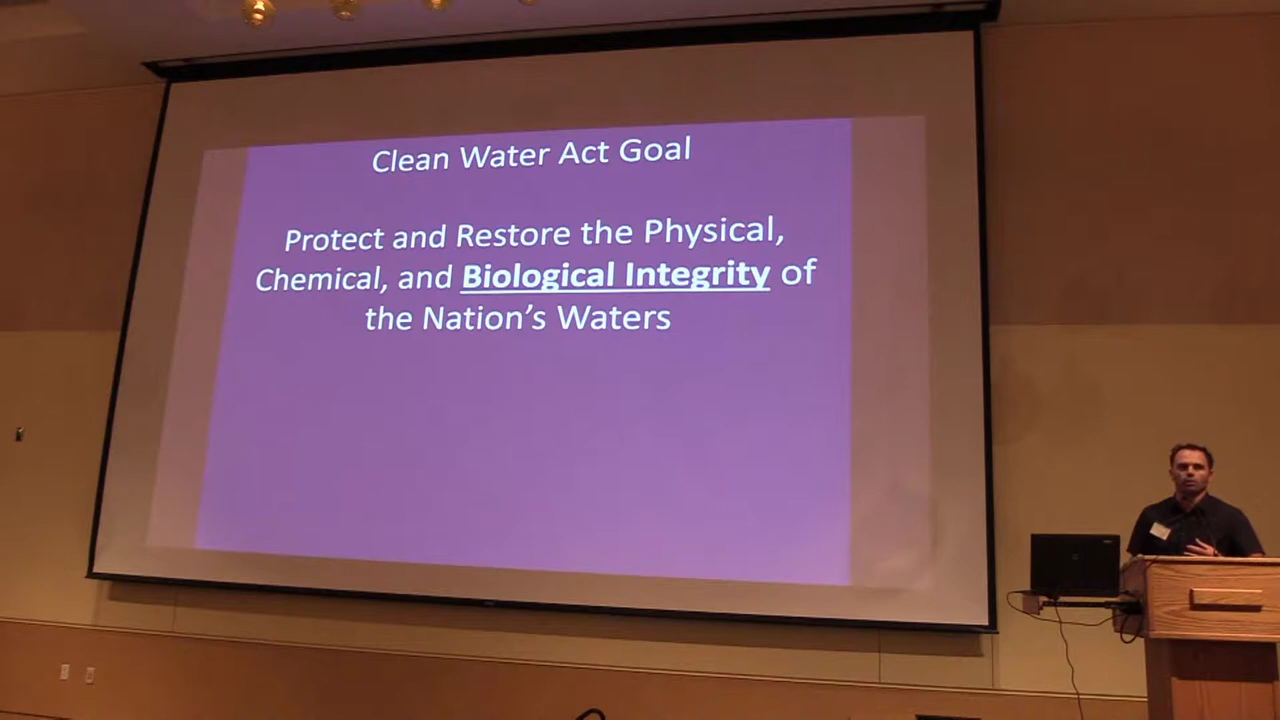 Clean Water Act Goal
Protect and Restore the Physical,
Chemical, and Biological Integrity of
the Nation’s Waters